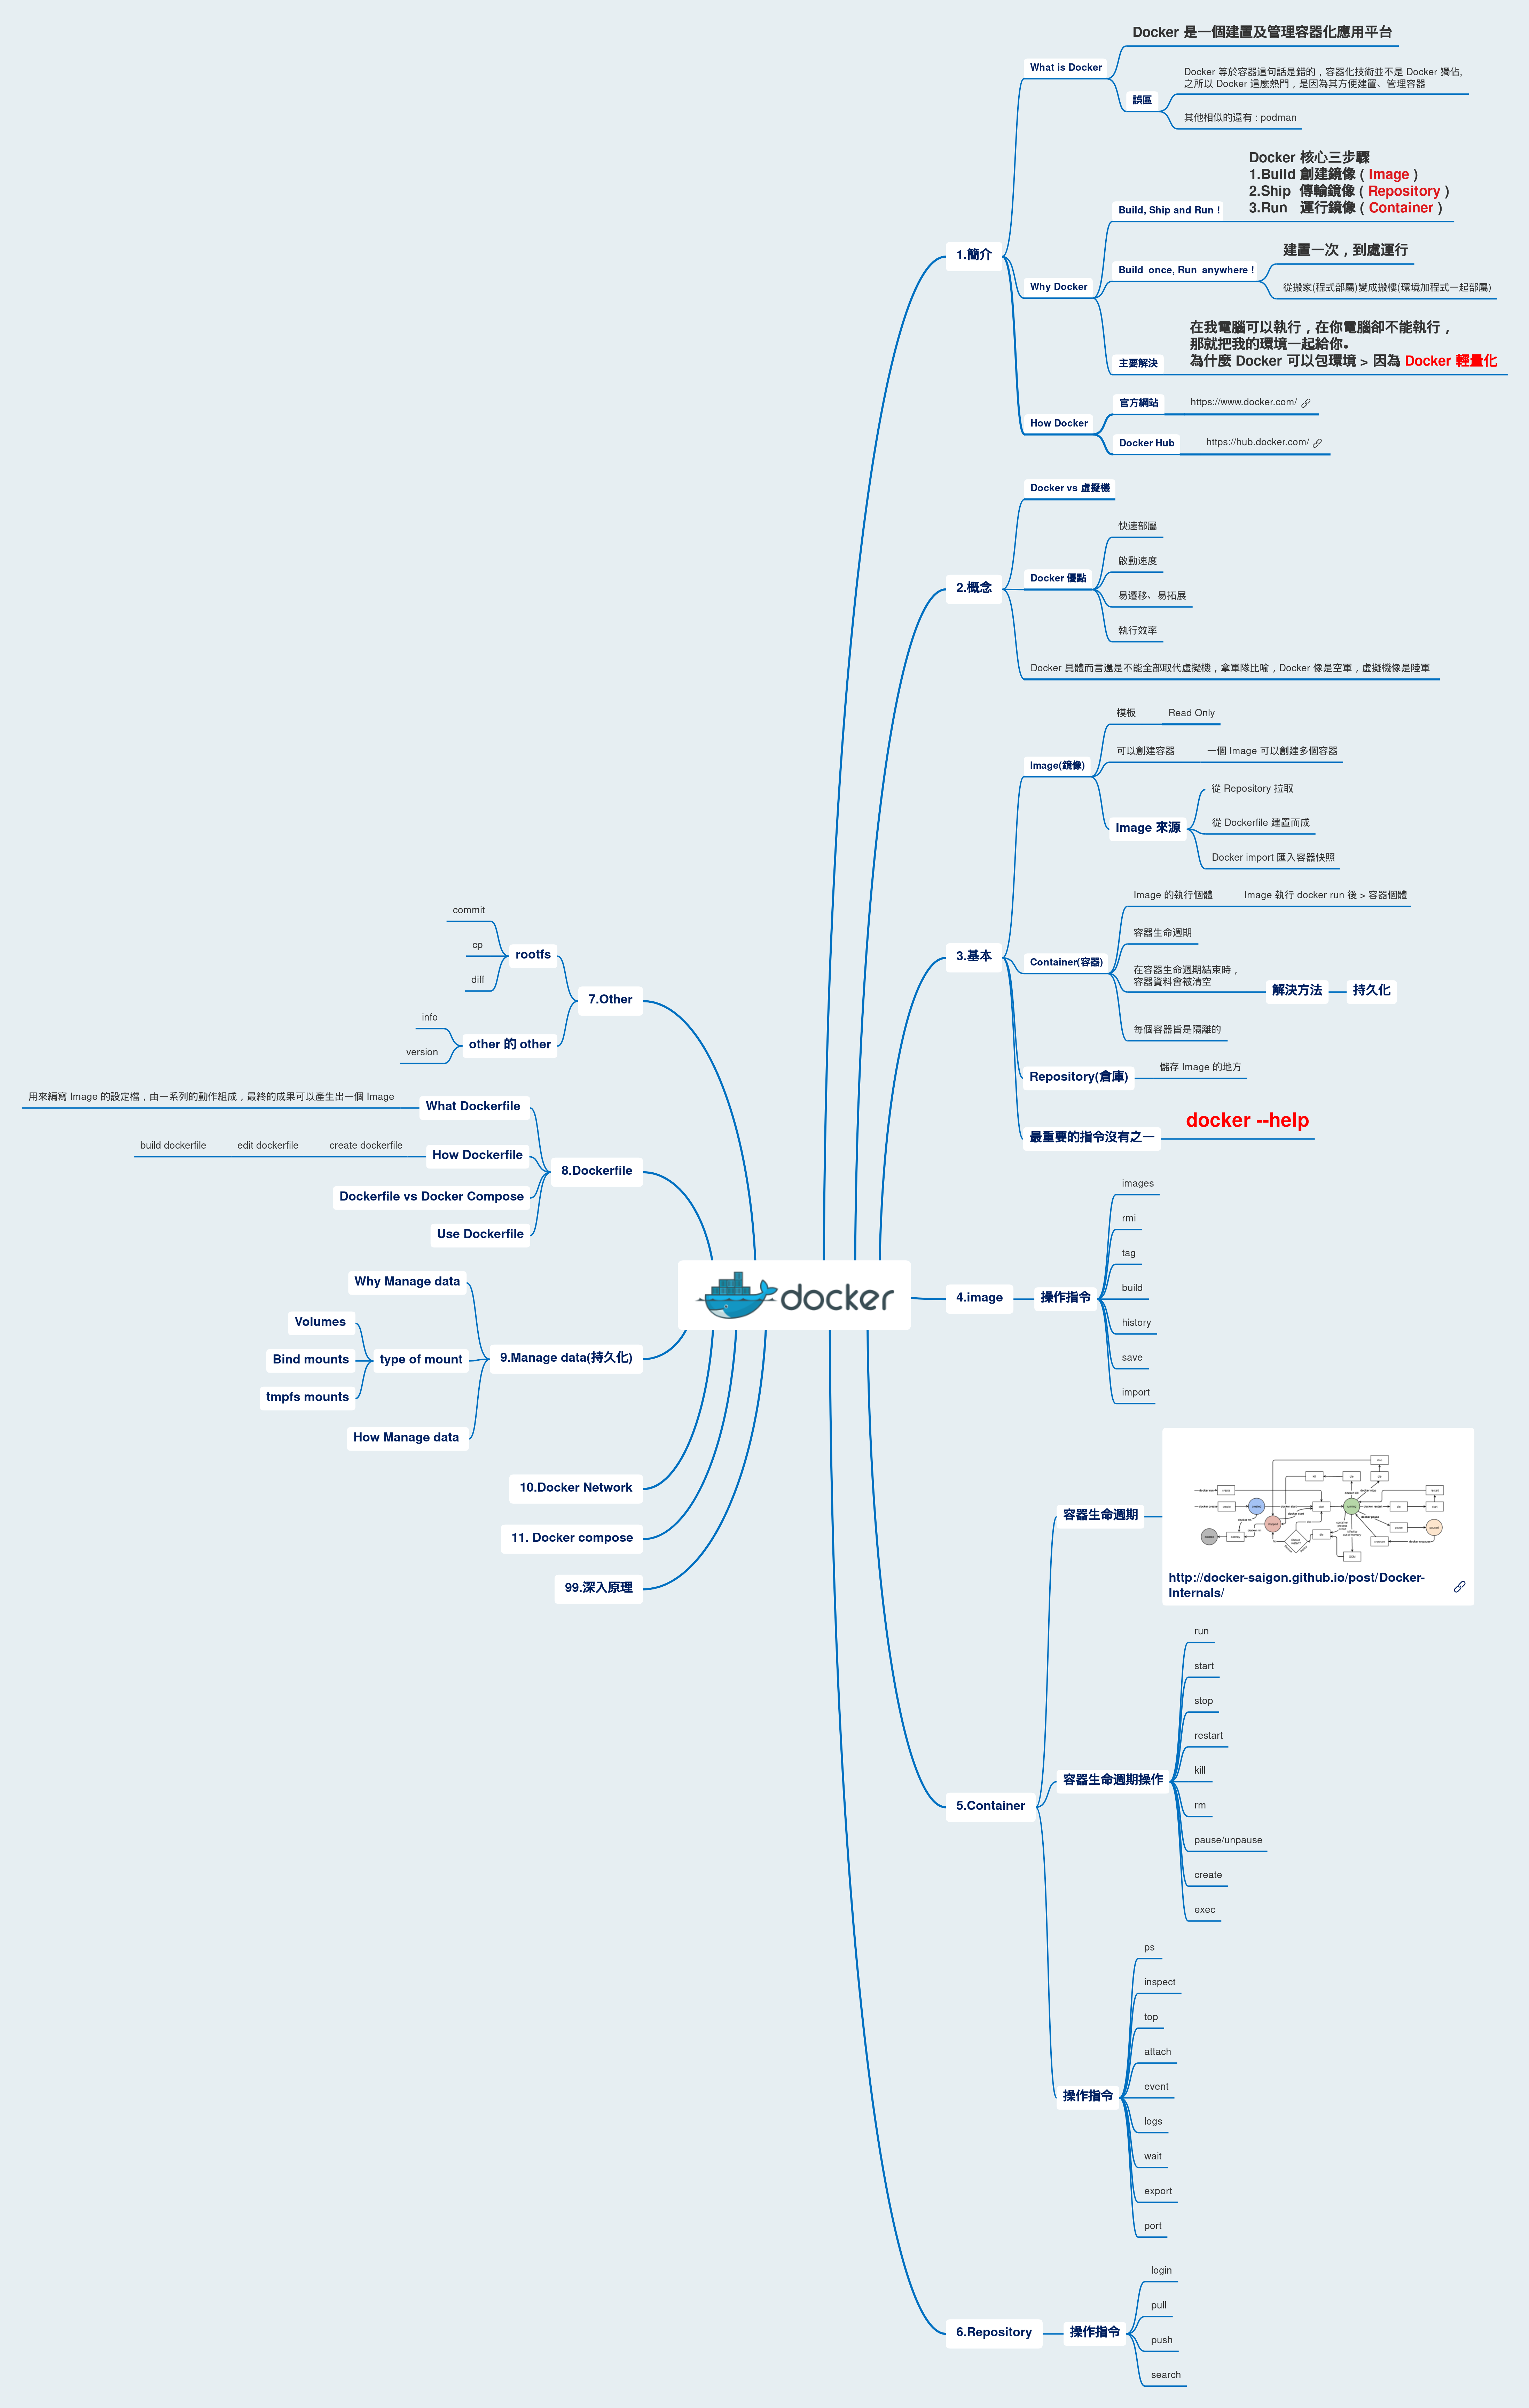 docker
1.簡介
What is Docker
Docker 是一個建置及管理容器化應用平台
誤區
Docker 等於容器這句話是錯的，容器化技術並不是 Docker 獨佔,
之所以 Docker 這麼熱門，是因為其方便建置、管理容器
其他相似的還有 : podman
Why Docker
Build, Ship and Run !
Docker 核心三步驟
1.Build 創建鏡像 ( Image )
2.Ship 傳輸鏡像 ( Repository )
3.Run 運行鏡像 ( Container )
Build once, Run anywhere !
建置一次，到處運行
從搬家(程式部屬)變成搬樓(環境加程式一起部屬)
主要解決
在我電腦可以執行，在你電腦卻不能執行，
那就把我的環境一起給你。
為什麼 Docker 可以包環境 > 因為 Docker 輕量化
How Docker
官方網站
https://www.docker.com/
Docker Hub
https://hub.docker.com/
2.概念
Docker vs 虛擬機
Docker 優點
快速部屬
啟動速度
易遷移、易拓展
執行效率
Docker 具體而言還是不能全部取代虛擬機，拿軍隊比喻，Docker 像是空軍，虛擬機像是陸軍
3.基本
Image(鏡像)
模板
Read Only
可以創建容器
一個 Image 可以創建多個容器
Image 來源
從 Repository 拉取
從 Dockerfile 建置而成
Docker import 匯入容器快照
Container(容器)
Image 的執行個體
Image 執行 docker run 後 > 容器個體
容器生命週期
在容器生命週期結束時，
容器資料會被清空
解決方法
持久化
每個容器皆是隔離的
Repository(倉庫)
儲存 Image 的地方
最重要的指令沒有之一
docker --help
4.image
操作指令
images
rmi
tag
build
history
save
import
5.Container
容器生命週期
http://docker-saigon.github.io/post/Docker-
Internals/
容器生命週期操作
run
start
stop
restart
kill
rm
pause/unpause
create
exec
操作指令
ps
inspect
top
attach
event
logs
wait
export
port
6.Repository
操作指令
login
pull
push
search
7.Other
rootfs
commit
cp
diff
other 的 other
info
version
8.Dockerfile
What Dockerfile
用來編寫 Image 的設定檔，由一系列的動作組成，最終的成果可以產生出一個 Image
How Dockerfile
create dockerfile
edit dockerfile
build dockerfile
Dockerfile vs Docker Compose
Use Dockerfile
9.Manage data(持久化)
Why Manage data
type of mount
Volumes
Bind mounts
tmpfs mounts
How Manage data
10.Docker Network
11. Docker compose
99.深入原理